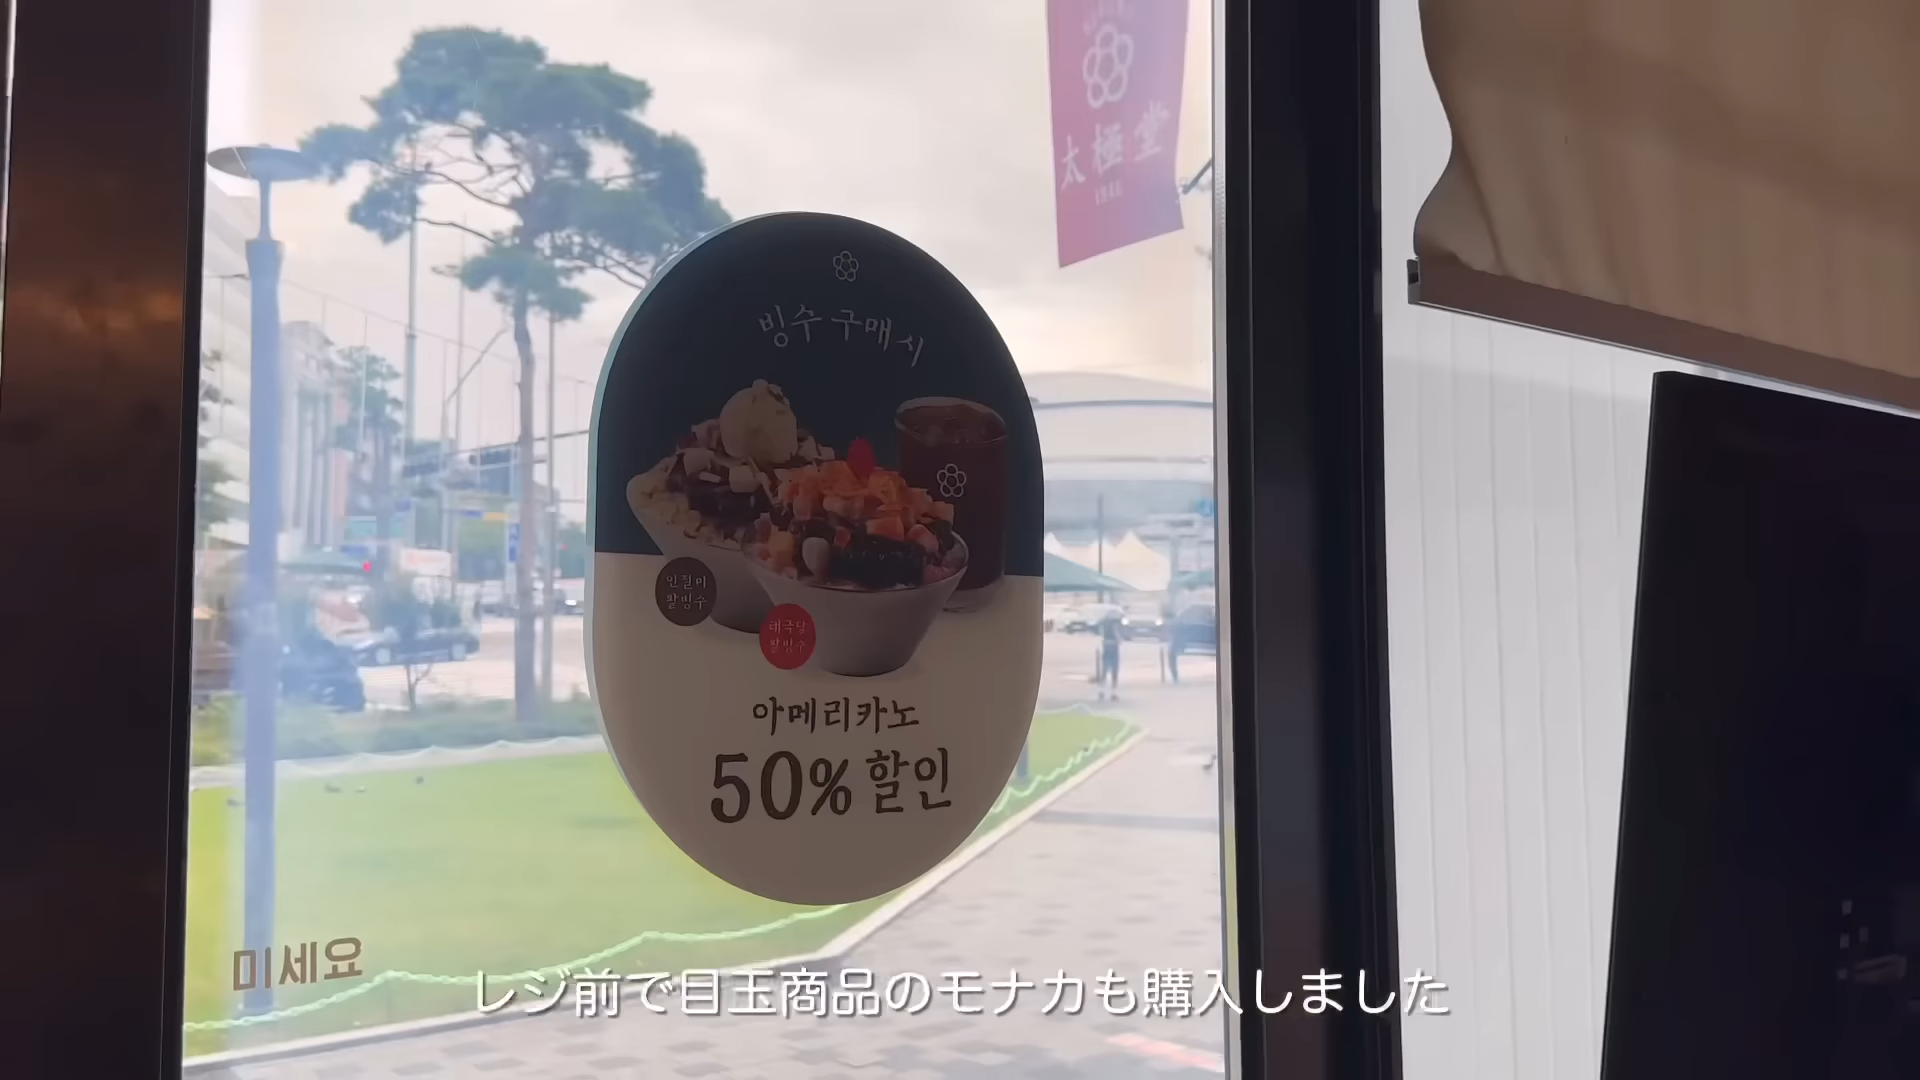 太極堂
1946
빙수 구매 시
인절미
팥빙수
태극당
팥빙수
아메리카노
50% 할인
미세요
レジ前で目玉商品のモナカも購入しました